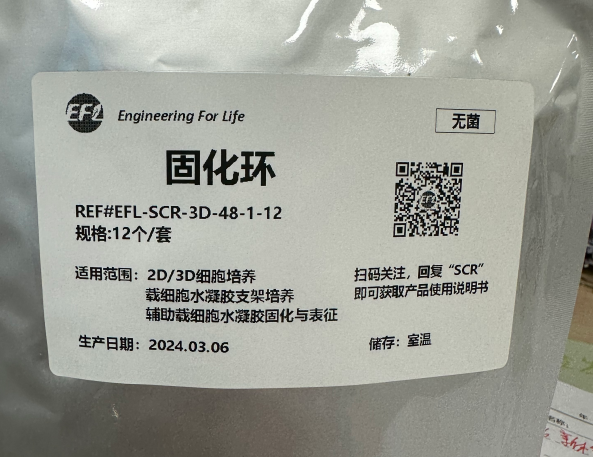 EFL
Engineering For Life
无菌
固化环
REF#EFL-SCR-3D-48-1-12
规格:12个/套
适用范围： 2D/3D细胞培养
载细胞水凝胶支架培养
辅助载细胞水凝胶固化与表征
扫码关注，回复“SCR”
即可获取产品使用说明书
生产日期： 2024.03.06
储存：室温
年
名称：